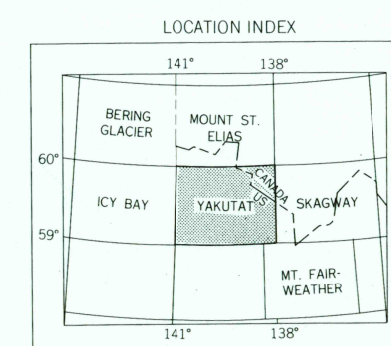 LOCATION INDEX
141° 138°
BERING
GLACIER
MOUNT ST.
ELIAS
60°
CANADA
US
ICY BAY
YAKUTAT
SKAGWAY
59°
MT. FAIR-
WEATHER
141° 138°